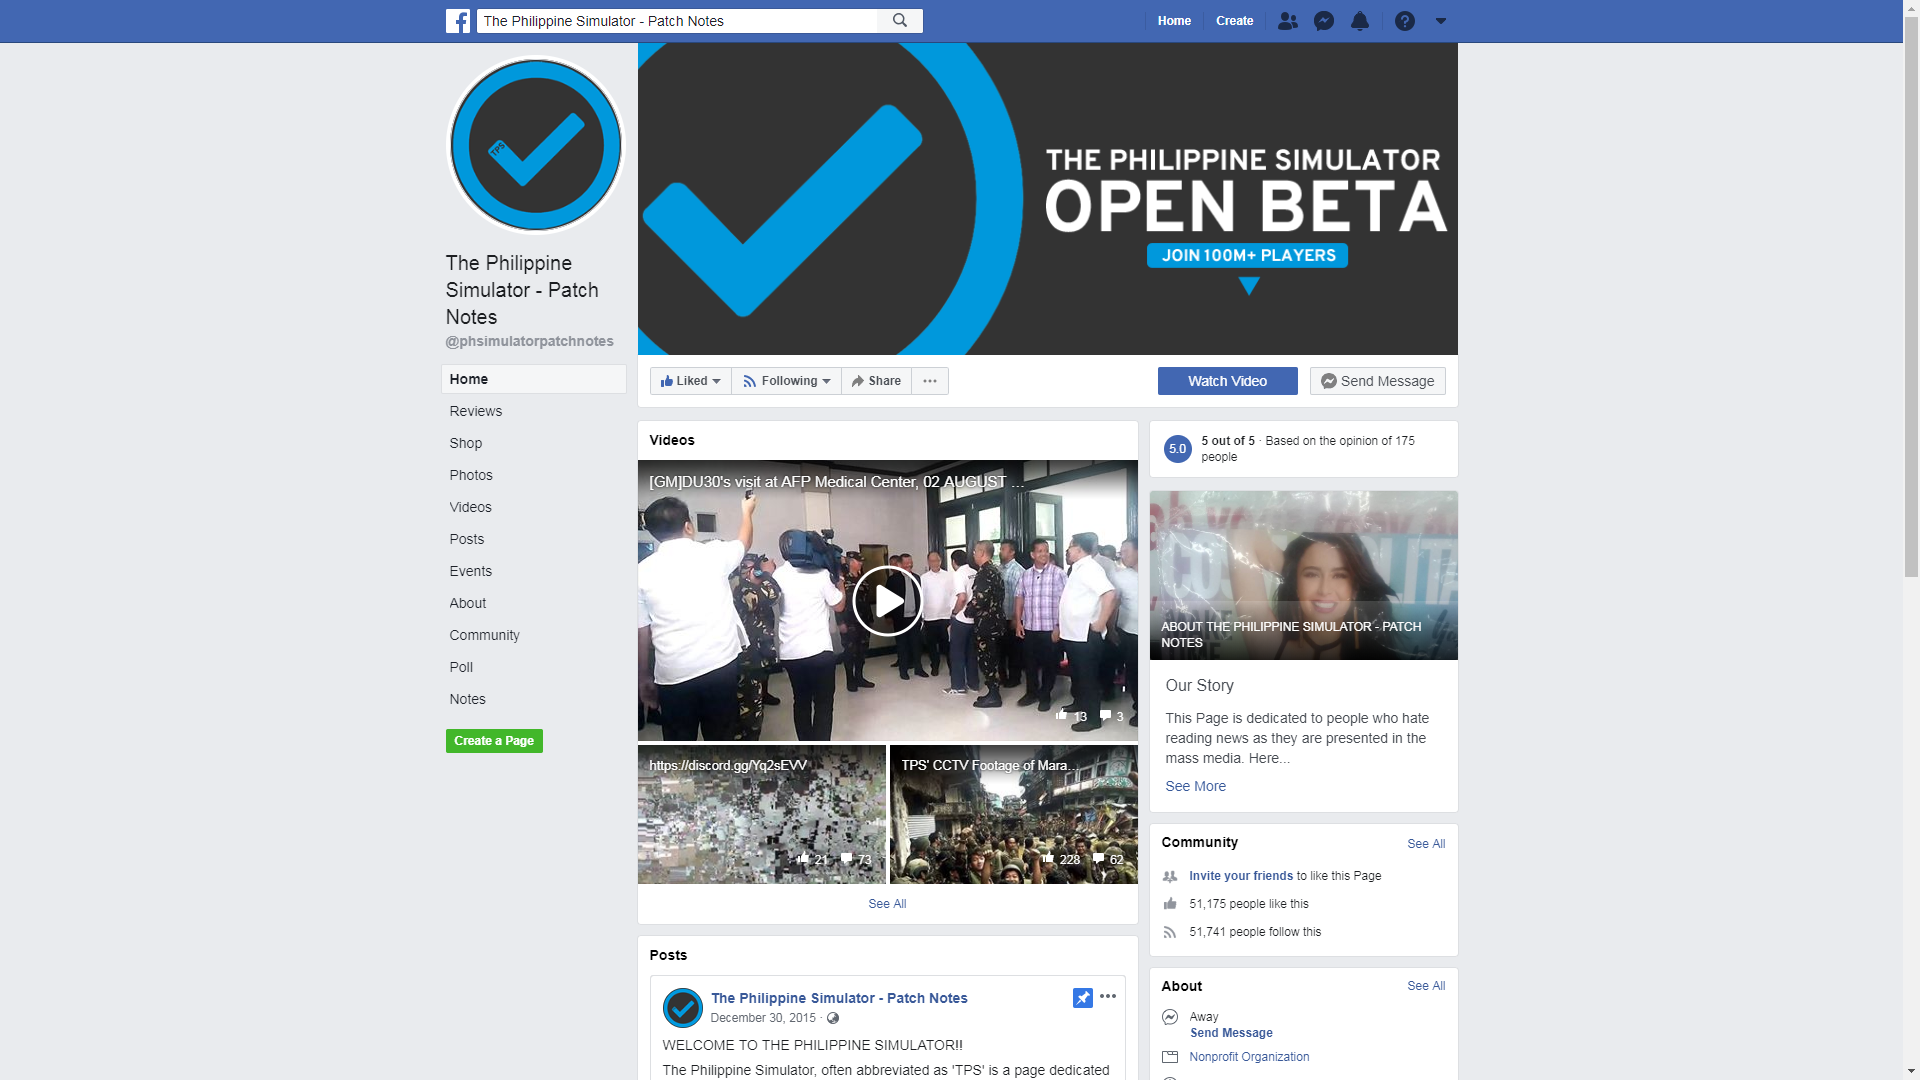 The Philippine Simulator - Patch Notes
Home
Create
TPS
THE PHILIPPINE SIMULATOR
OPEN BETA
JOIN 100M+ PLAYERS
The Philippine
Simulator - Patch
Notes
@phsimulatorpatchnotes
Home
Reviews
Shop
Photos
Videos
Posts
Events
About
Community
Poll
Notes
Create a Page
Liked
Following
Share
Watch Video
Send Message
Videos
[GM]DU30's visit at AFP Medical Center, 02 AUGUST ...
13
3
https://discord.gg/Yq2sEVV
21
73
TPS' CCTV Footage of Mara...
228
62
See All
Posts
The Philippine Simulator - Patch Notes
December 30, 2015 ·
WELCOME TO THE PHILIPPINE SIMULATOR!!
The Philippine Simulator, often abbreviated as 'TPS' is a page dedicated
5.0
5 out of 5 · Based on the opinion of 175
people
ABOUT THE PHILIPPINE SIMULATOR - PATCH
NOTES
Our Story
This Page is dedicated to people who hate
reading news as they are presented in the
mass media. Here...
See More
Community
See All
Invite your friends to like this Page
51,175 people like this
51,741 people follow this
About
See All
Away
Send Message
Nonprofit Organization